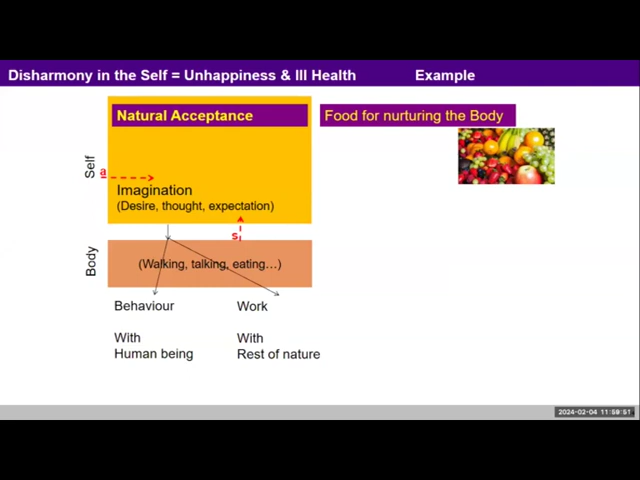 Disharmony in the Self = Unhappiness & Ill Health Example
Natural Acceptance
Food for nurturing the Body
Self
a
Imagination
(Desire, thought, expectation)
s
Body
(Walking, talking, eating…)
Behaviour
Work
With
Human being
With
Rest of nature
2024-02-04 11:59:51